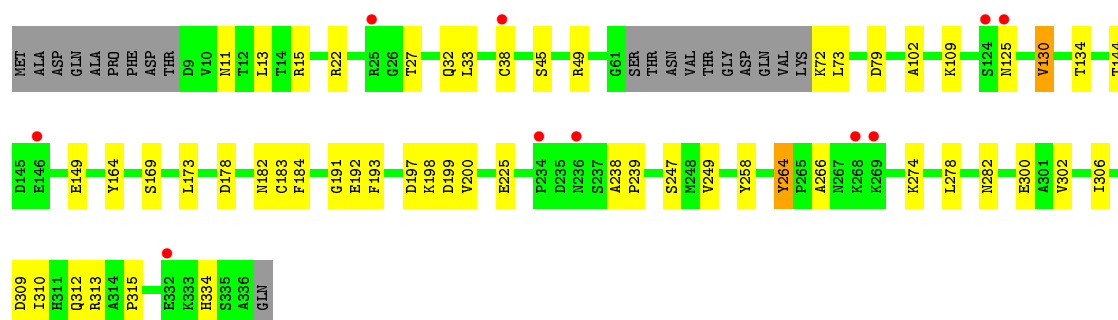 MET ALA ASP GLN ALA PRO PHE ASP THR D9 V10 N11 T12 L13 T14 R15 R22 R25 G26 T27 Q32 L33 C38 S45 R49 G61 SER THR ASN VAL THR GLY ASP GLN VAL LYS K72 L73 D79 A102 K109 S124 N125 V130 T134 T144
D145 E146 E149 Y164 S169 L173 D178 N182 C183 F184 G191 E192 F193 D197 K198 D199 V200 E225 P234 D235 N236 S237 A238 P239 S247 M248 V249 Y258 Y264 P265 A266 N267 K268 K269 K274 L278 N282 E300 A301 V302 I306
D309 I310 H311 Q312 R313 A314 P315 E332 K333 H334 S335 A336 GLN